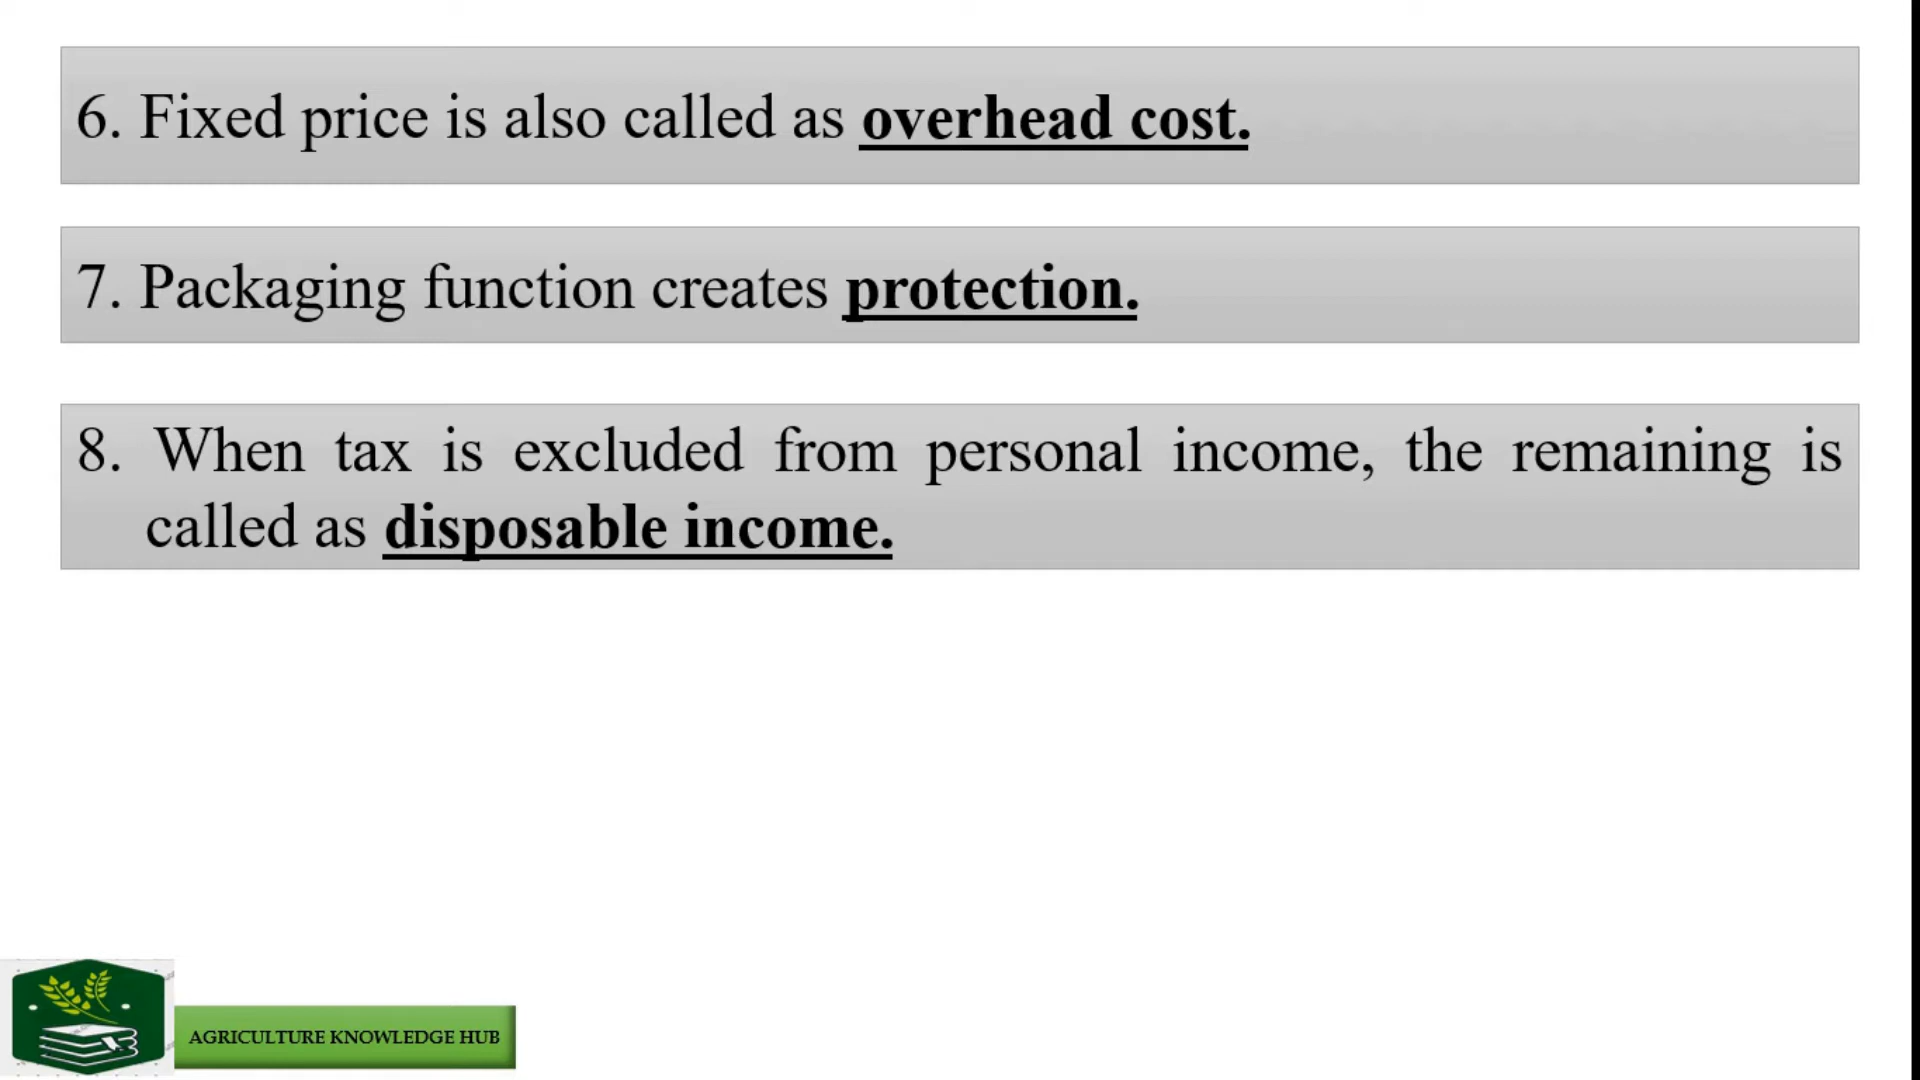 6. Fixed price is also called as overhead cost.
7. Packaging function creates protection.
8. When tax is excluded from personal income, the remaining is
called as disposable income.
AGRICULTURE KNOWLEDGE HUB